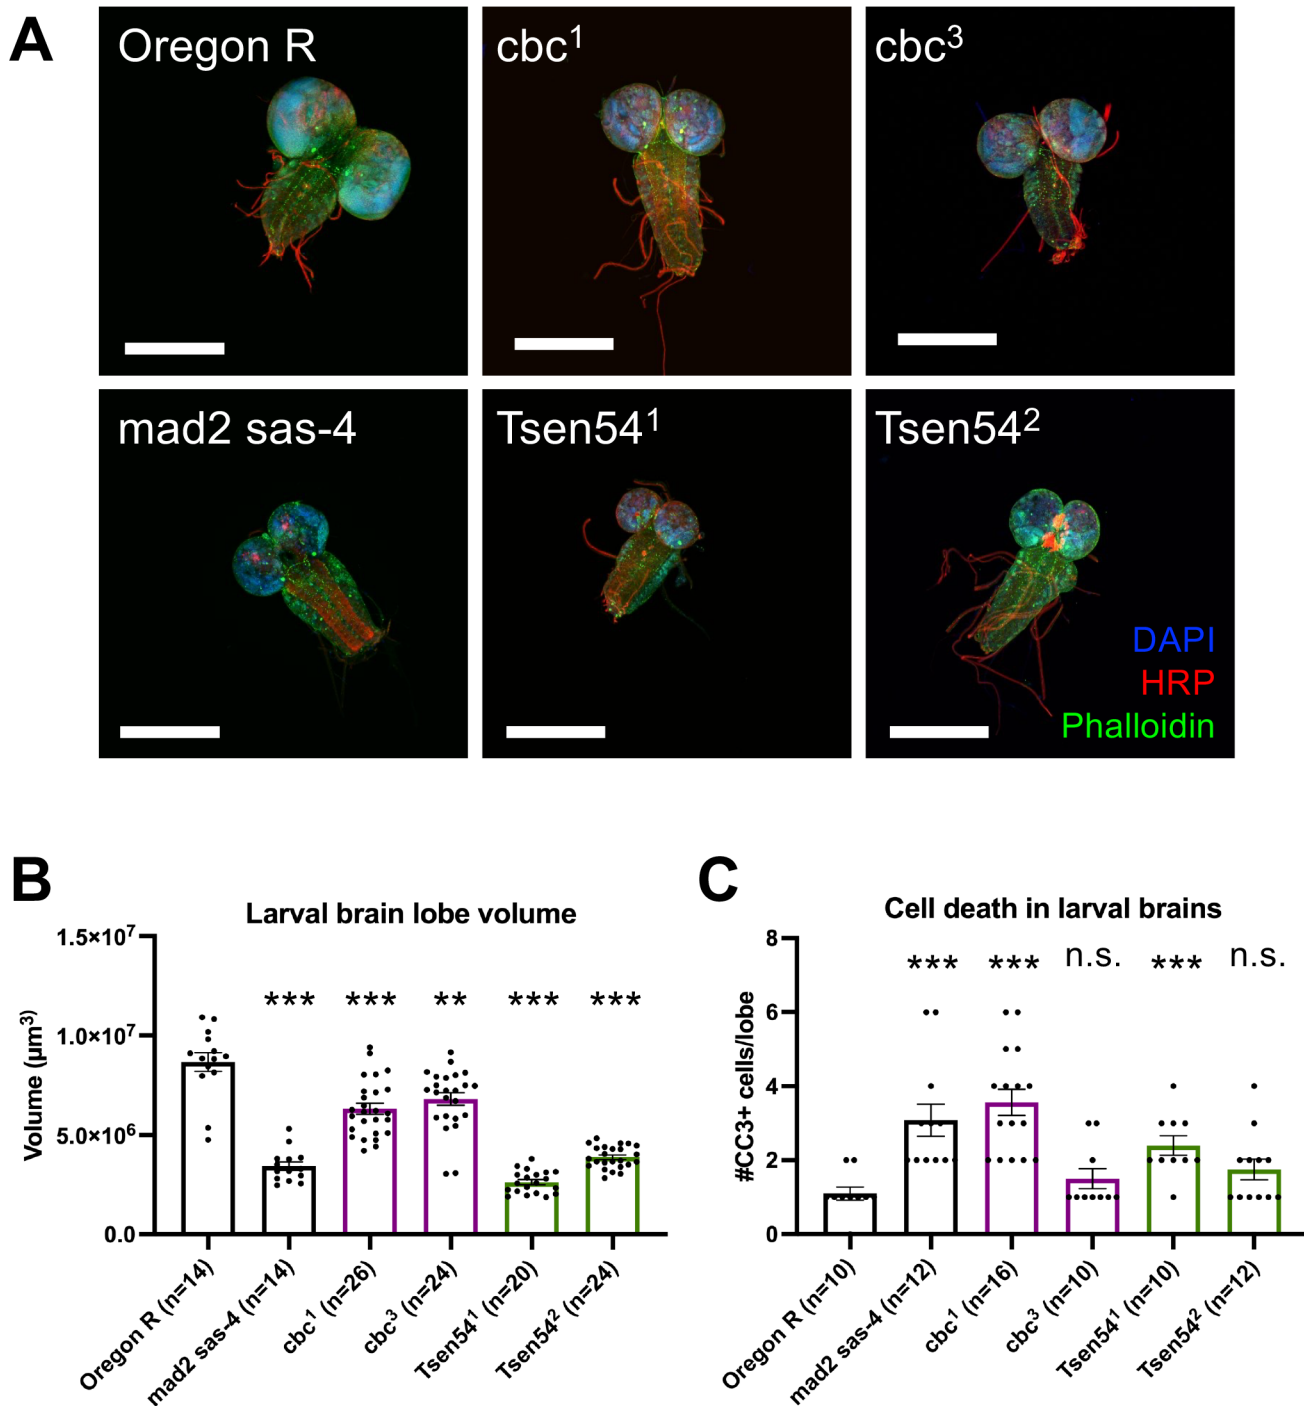 A
Oregon R
cbc¹
cbc³
mad2 sas-4
Tsen54¹
Tsen54²
DAPI
HRP
Phalloidin
B
Larval brain lobe volume
Volume (µm³)
1.5×10⁷
1.0×10⁷
5.0×10⁶
0.0
*** *** ** *** ***
Oregon R (n=14)
mad2 sas-4 (n=14)
cbc¹ (n=26)
cbc³ (n=24)
Tsen54¹ (n=20)
Tsen54² (n=24)
C
Cell death in larval brains
#CC3+ cells/lobe
8
6
4
2
0
*** *** n.s. *** n.s.
Oregon R (n=10)
mad2 sas-4 (n=12)
cbc¹ (n=16)
cbc³ (n=10)
Tsen54¹ (n=10)
Tsen54² (n=12)